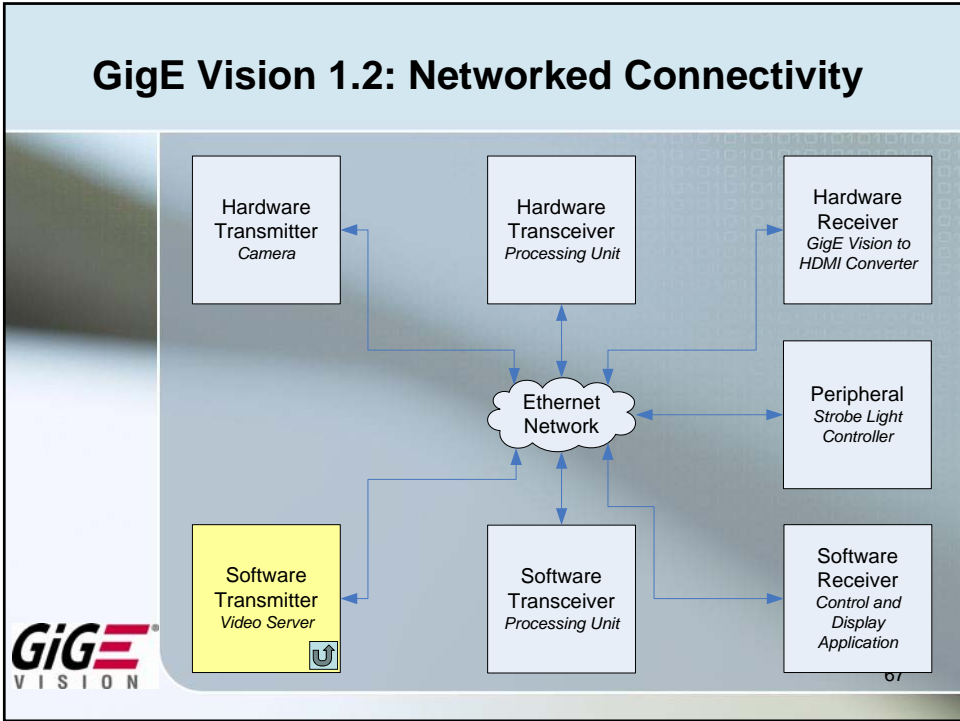 GigE Vision 1.2: Networked Connectivity
Hardware
Transmitter
Camera
Hardware
Transceiver
Processing Unit
Hardware
Receiver
GigE Vision to
HDMI Converter
Ethernet
Network
Peripheral
Strobe Light
Controller
Software
Transmitter
Video Server
Software
Transceiver
Processing Unit
Software
Receiver
Control and
Display
Application
GiGE®
VISION
67